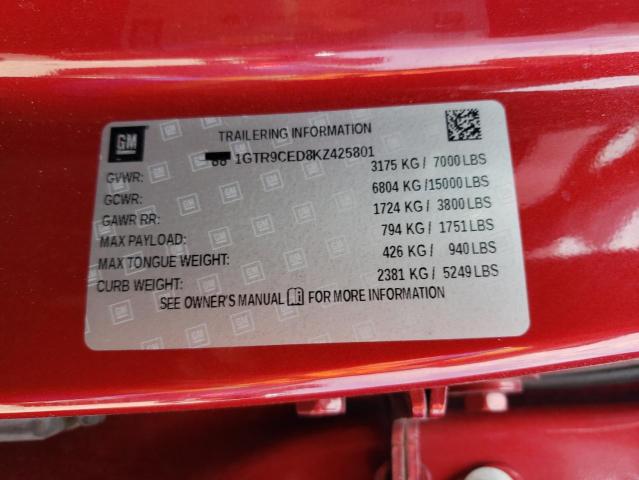 GM
TRAILERING INFORMATION
1GTR9CED8KZ425801
GVWR: 3175 KG / 7000 LBS
GCWR: 6804 KG /15000 LBS
GAWR RR: 1724 KG / 3800 LBS
MAX PAYLOAD: 794 KG / 1751 LBS
MAX TONGUE WEIGHT: 426 KG / 940 LBS
CURB WEIGHT: 2381 KG / 5249 LBS
SEE OWNER'S MANUAL FOR MORE INFORMATION